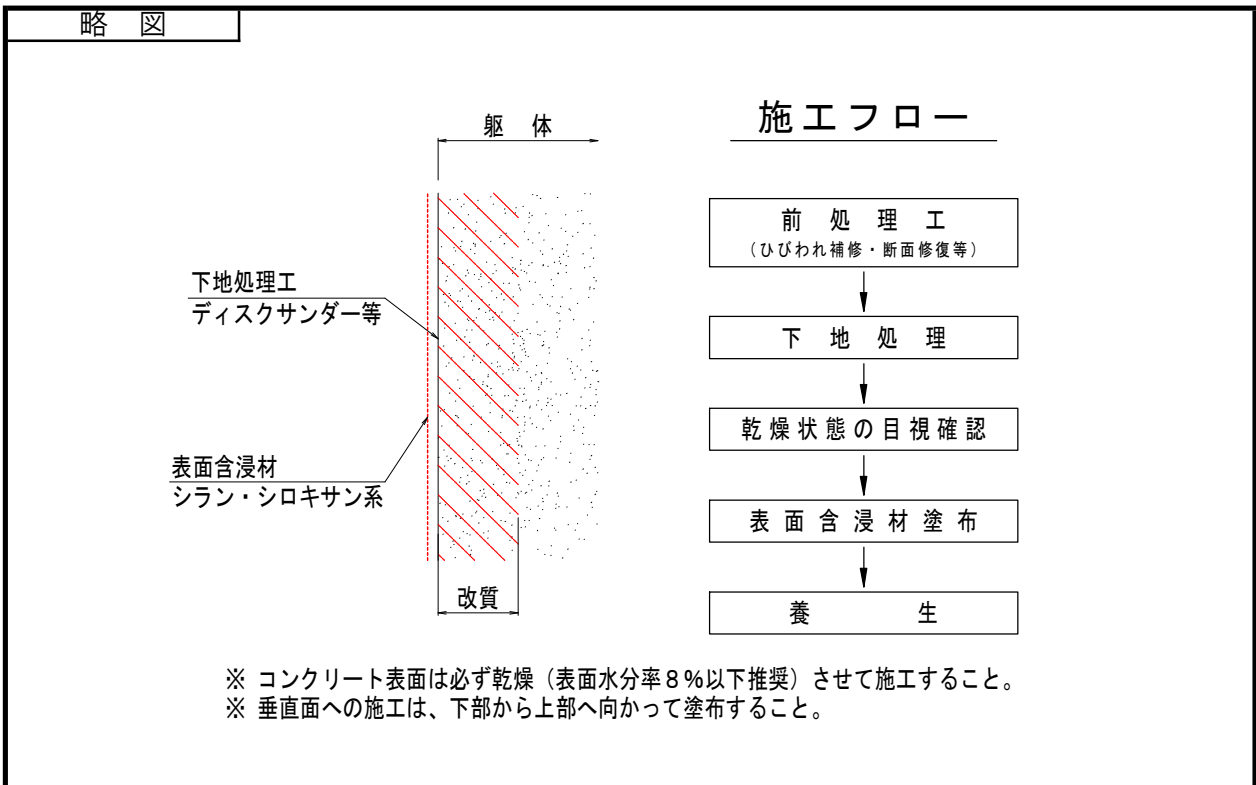 略 図
躯 体
下地処理工
ディスクサンダー等
表面含浸材
シラン・シロキサン系
改質
施工フロー
前 処 理 工
(ひびわれ補修・断面修復等)
下 地 処 理
乾燥状態の目視確認
表 面 含 浸 材 塗 布
養 生
※ コンクリート表面は必ず乾燥（表面水分率８％以下推奨）させて施工すること。
※ 垂直面への施工は、下部から上部へ向かって塗布すること。